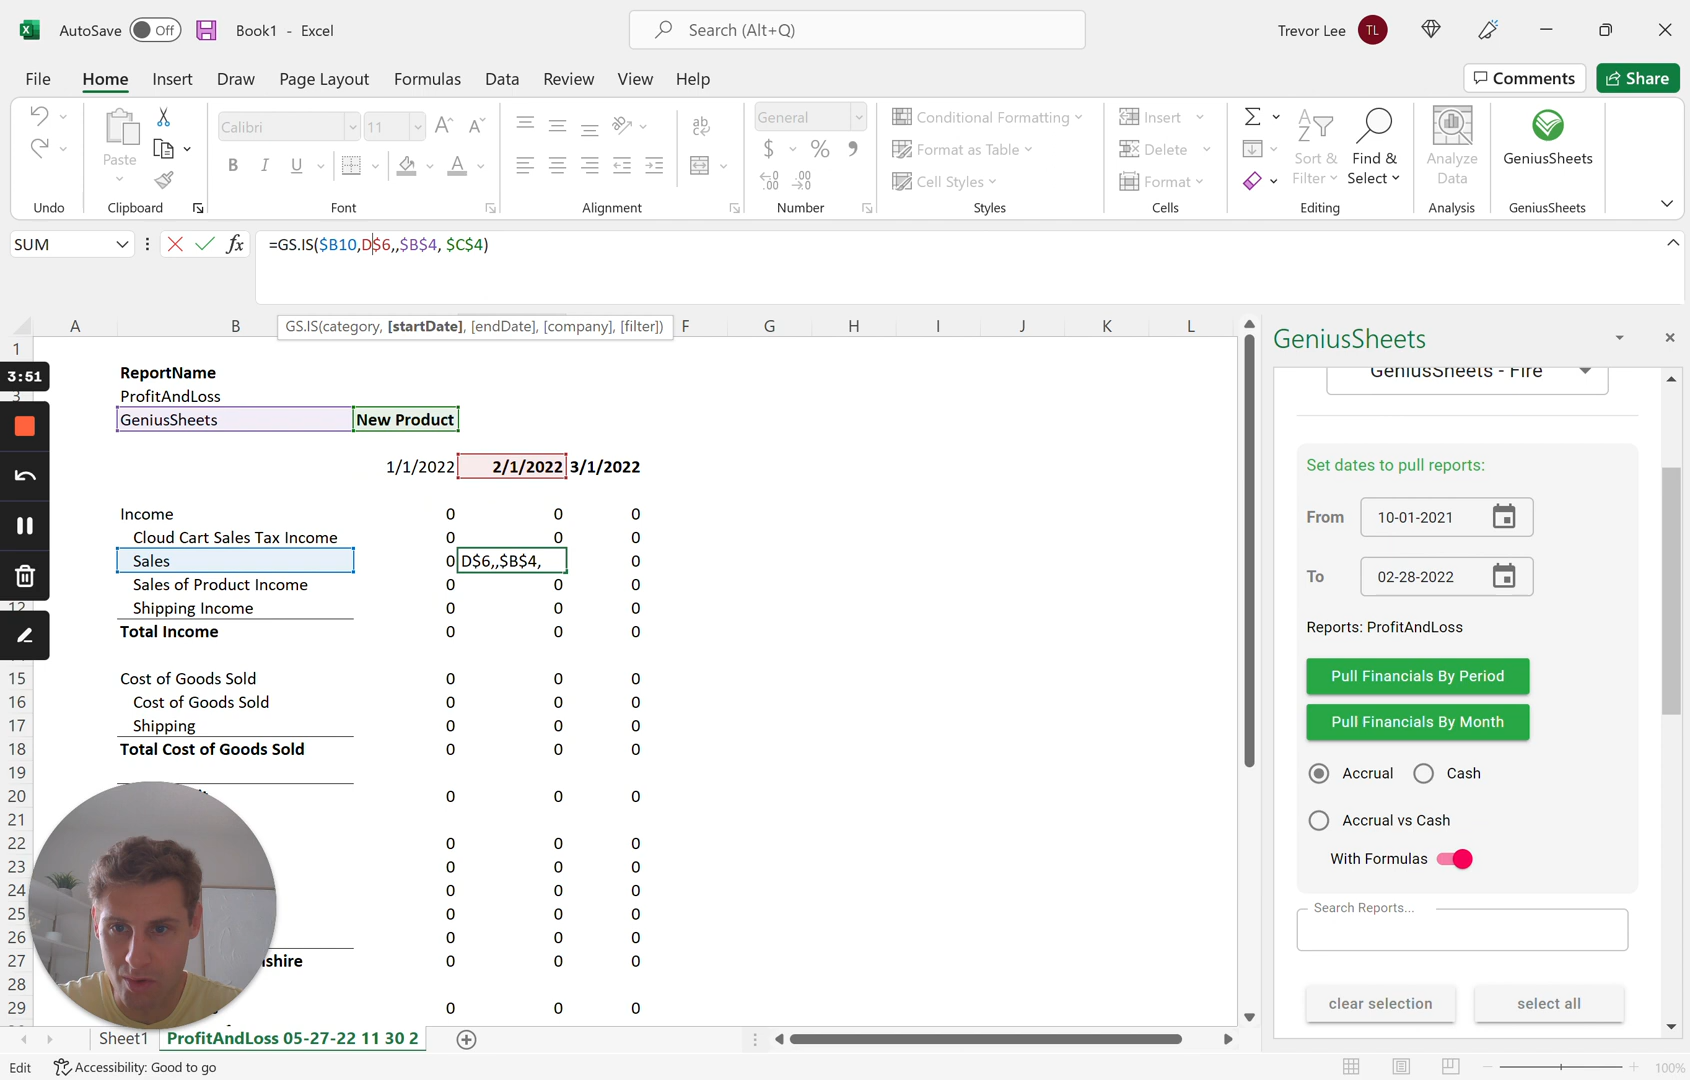 AutoSave Off Book1 - Excel Search (Alt+Q) Trevor Lee TL
File Home Insert Draw Page Layout Formulas Data Review View Help Comments Share
Undo
Paste
Clipboard
Calibri 11
B I U A
Font
ab
Alignment
General
$ % 9
Number
Conditional Formatting
Format as Table
Cell Styles
Styles
Insert
Delete
Format
Cells
Sort & Filter
Find & Select
Editing
Analyze Data
Analysis
GeniusSheets
GeniusSheets
SUM fx =GS.IS($B10,D$6,,$B$4, $C$4)
GS.IS(category, [startDate], [endDate], [company], [filter])
A B F G H I J K L
1
3:51 ReportName
3 ProfitAndLoss
GeniusSheets New Product
1/1/2022 2/1/2022 3/1/2022
Income 0 0 0
Cloud Cart Sales Tax Income 0 0 0
Sales 0 D$6,,$B$4, 0
Sales of Product Income 0 0 0
12 Shipping Income 0 0 0
Total Income 0 0 0
15 Cost of Goods Sold 0 0 0
16 Cost of Goods Sold 0 0 0
17 Shipping 0 0 0
18 Total Cost of Goods Sold 0 0 0
19
20 0 0 0
21
22 0 0 0
23 0 0 0
24 0 0 0
25 0 0 0
26 0 0 0
27 shire 0 0 0
28
29 0 0 0
Sheet1 ProfitAndLoss 05-27-22 11 30 2
Edit Accessibility: Good to go 100%
GeniusSheets
GeniusSheets - Fire
Set dates to pull reports:
From 10-01-2021
To 02-28-2022
Reports: ProfitAndLoss
Pull Financials By Period
Pull Financials By Month
Accrual Cash
Accrual vs Cash
With Formulas
Search Reports...
clear selection select all